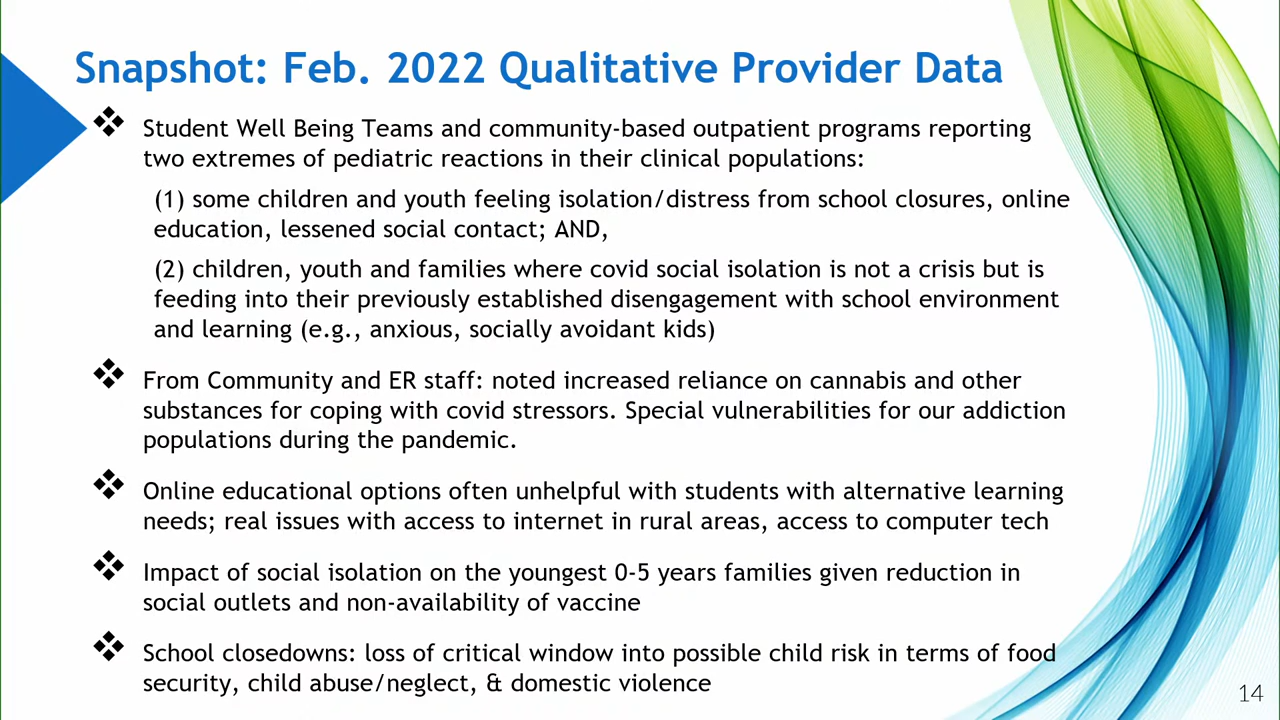 Snapshot: Feb. 2022 Qualitative Provider Data
❖ Student Well Being Teams and community-based outpatient programs reporting
two extremes of pediatric reactions in their clinical populations:
(1) some children and youth feeling isolation/distress from school closures, online
education, lessened social contact; AND,
(2) children, youth and families where covid social isolation is not a crisis but is
feeding into their previously established disengagement with school environment
and learning (e.g., anxious, socially avoidant kids)
❖ From Community and ER staff: noted increased reliance on cannabis and other
substances for coping with covid stressors. Special vulnerabilities for our addiction
populations during the pandemic.
❖ Online educational options often unhelpful with students with alternative learning
needs; real issues with access to internet in rural areas, access to computer tech
❖ Impact of social isolation on the youngest 0-5 years families given reduction in
social outlets and non-availability of vaccine
❖ School closedowns: loss of critical window into possible child risk in terms of food
security, child abuse/neglect, & domestic violence
14